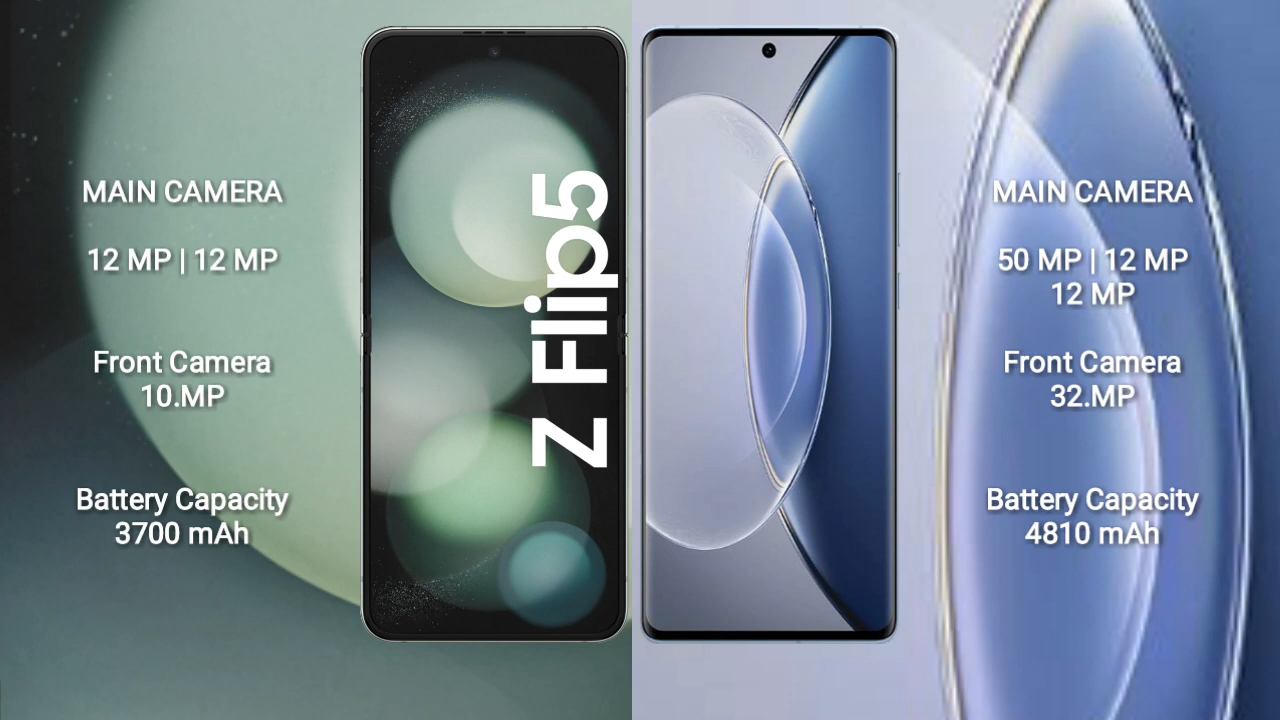 MAIN CAMERA
12 MP | 12 MP
Front Camera
10.MP
Battery Capacity
3700 mAh
Z Flip5
MAIN CAMERA
50 MP | 12 MP
12 MP
Front Camera
32.MP
Battery Capacity
4810 mAh